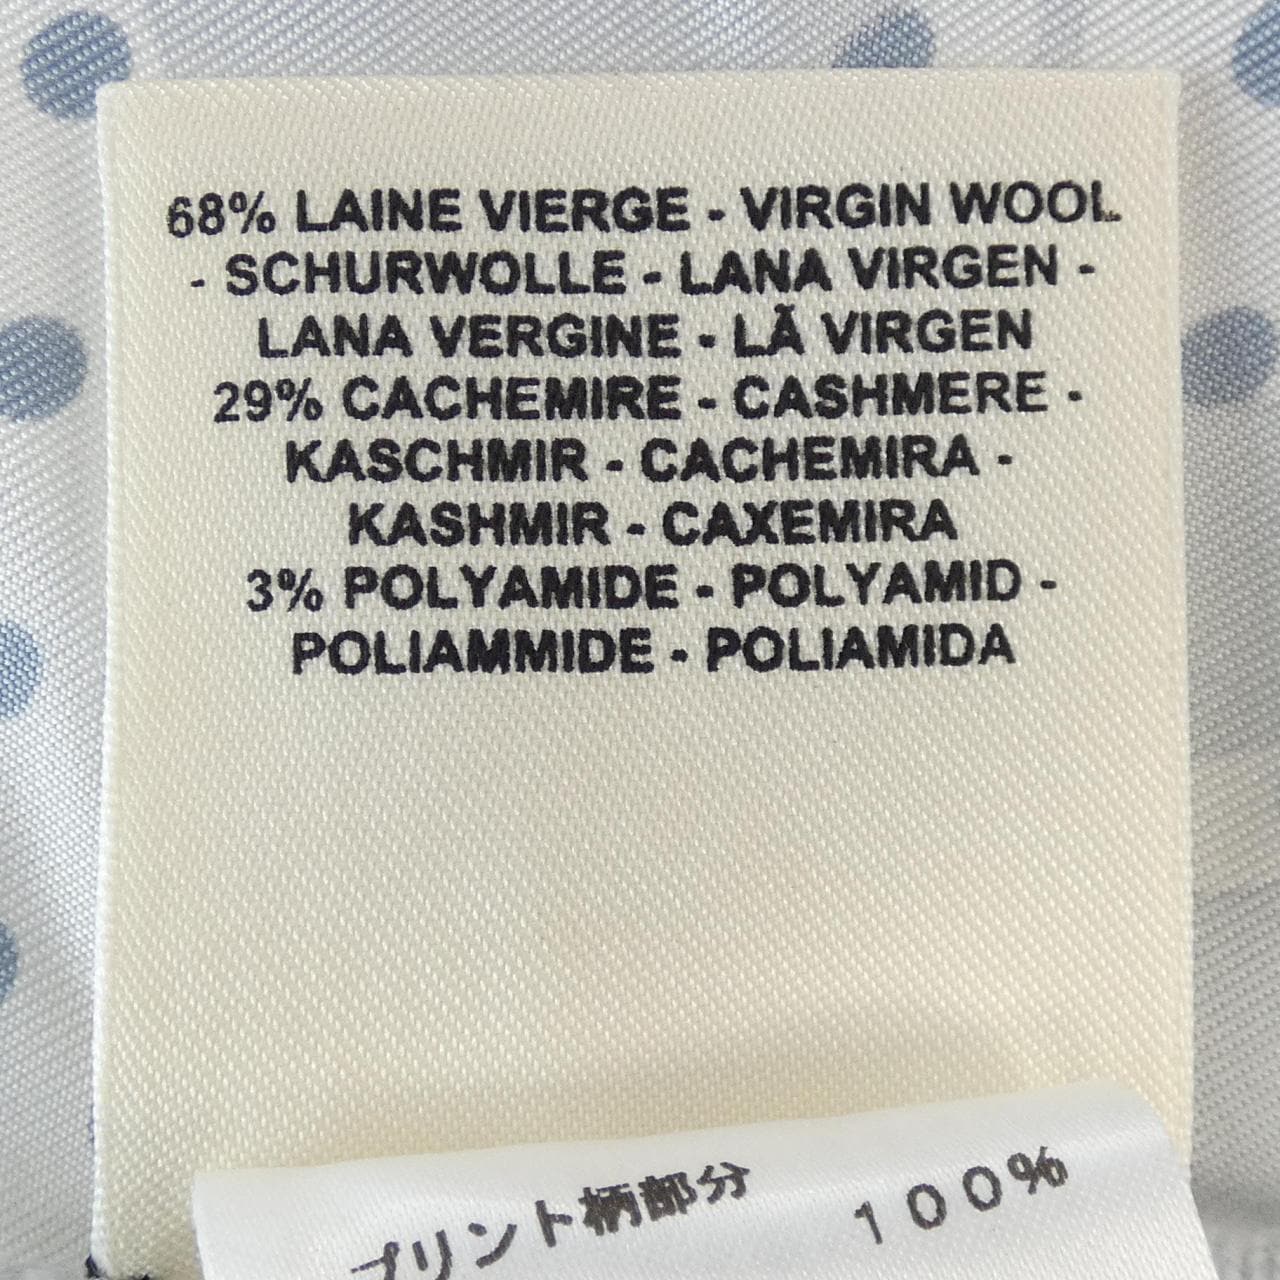 68% LAINE VIERGE - VIRGIN WOOL
- SCHURWOLLE - LANA VIRGEN -
LANA VERGINE - LÃ VIRGEN
29% CACHEMIRE - CASHMERE -
KASCHMIR - CACHEMIRA -
KASHMIR - CAXEMIRA
3% POLYAMIDE - POLYAMID -
POLIAMMIDE - POLIAMIDA
プリント柄部分 100%